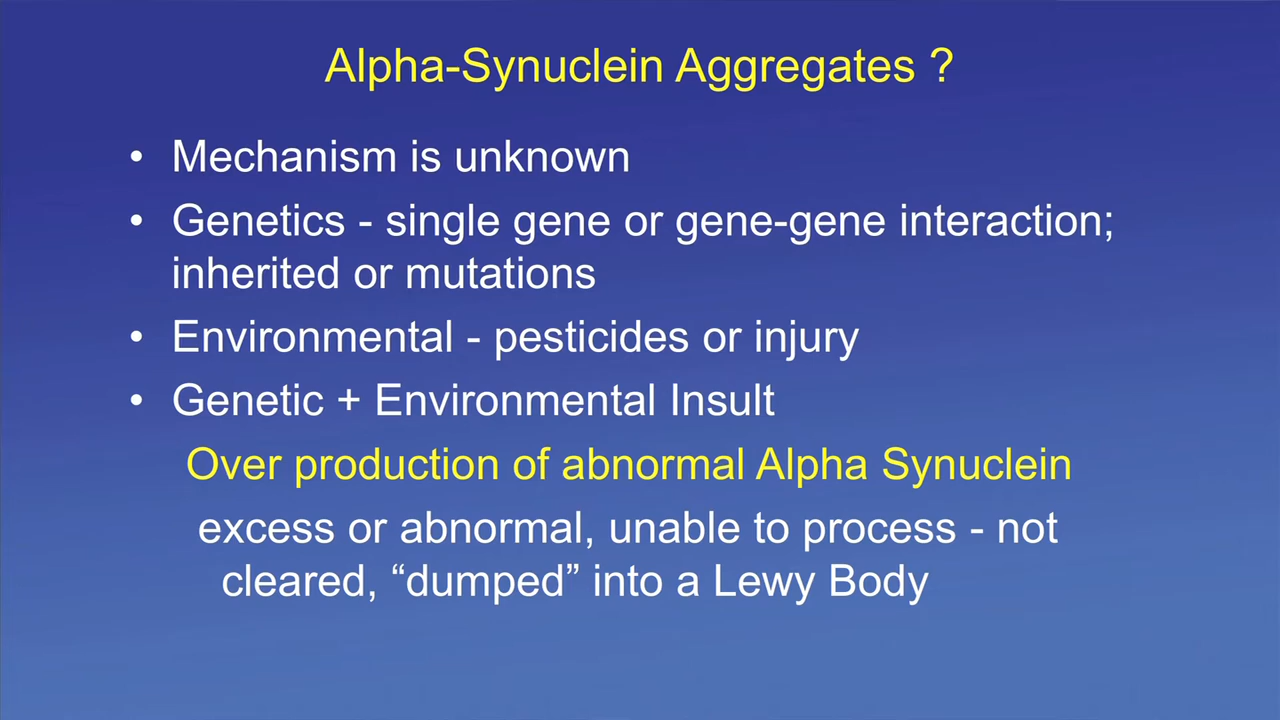 Alpha-Synuclein Aggregates ?
• Mechanism is unknown
• Genetics - single gene or gene-gene interaction;
inherited or mutations
• Environmental - pesticides or injury
• Genetic + Environmental Insult
Over production of abnormal Alpha Synuclein
excess or abnormal, unable to process - not
cleared, “dumped” into a Lewy Body